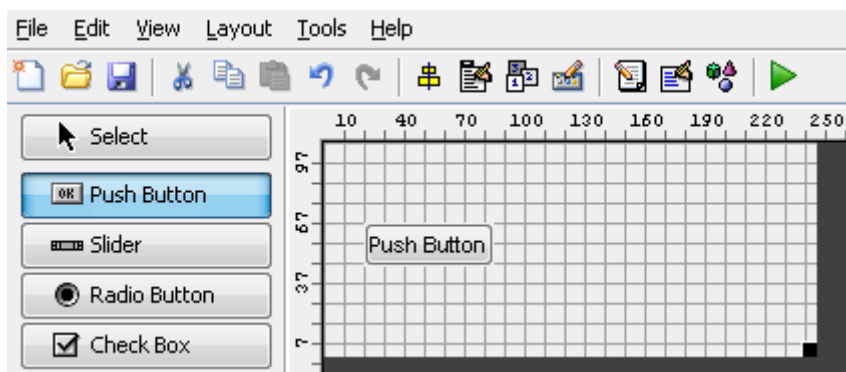 File Edit View Layout Tools Help
10 40 70 100 130 160 190 220 250
Select
97
OK Push Button
67
Slider
Push Button
37
Radio Button
7
Check Box